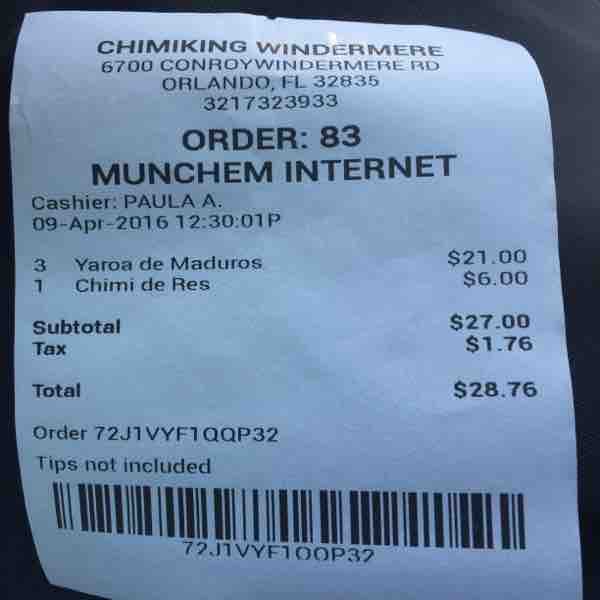 CHIMIKING WINDERMERE
6700 CONROYWINDERMERE RD
ORLANDO, FL 32835
3217323933
ORDER: 83
MUNCHEM INTERNET
Cashier: PAULA A.
09-Apr-2016 12:30:01P
3 Yaroa de Maduros $21.00
1 Chimi de Res $6.00
Subtotal $27.00
Tax $1.76
Total $28.76
Order 72J1VYF1QQP32
Tips not included
72J1VYF1QQP32